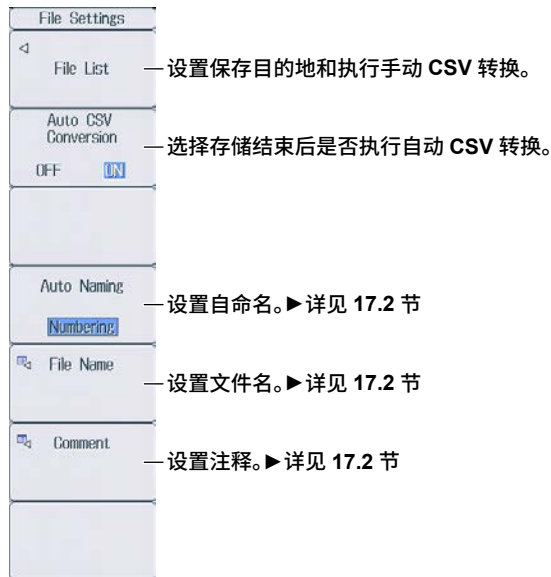 File Settings
File List
设置保存目的地和执行手动 CSV 转换。
Auto CSV
Conversion
OFF ON
选择存储结束后是否执行自动 CSV 转换。
Auto Naming
Numbering
设置自命名。►详见 17.2 节
File Name
设置文件名。►详见 17.2 节
Comment
设置注释。►详见 17.2 节